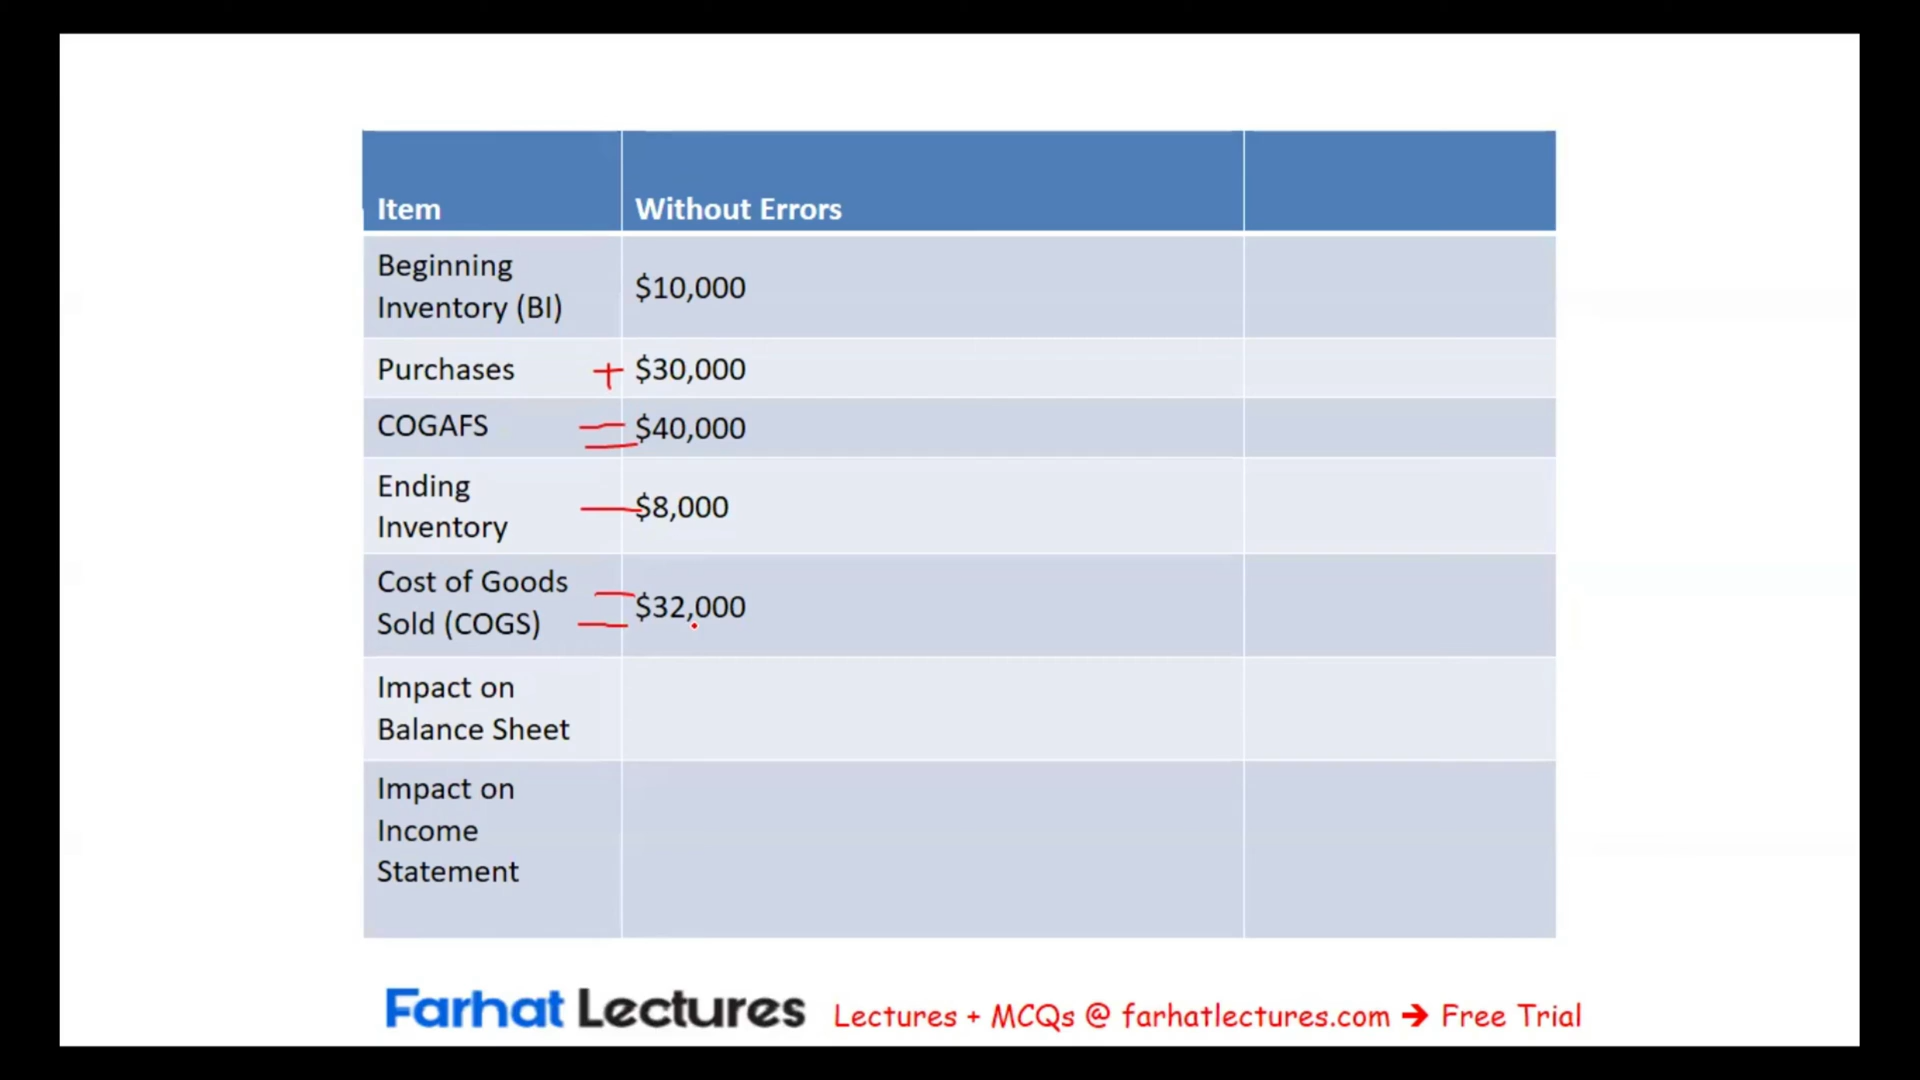 Item
Without Errors
Beginning
Inventory (BI)
$10,000
Purchases
+ $30,000
COGAFS
= $40,000
Ending
Inventory
— $8,000
Cost of Goods
Sold (COGS)
= $32,000
Impact on
Balance Sheet
Impact on
Income
Statement
Farhat Lectures
Lectures + MCQs @ farhatlectures.com → Free Trial